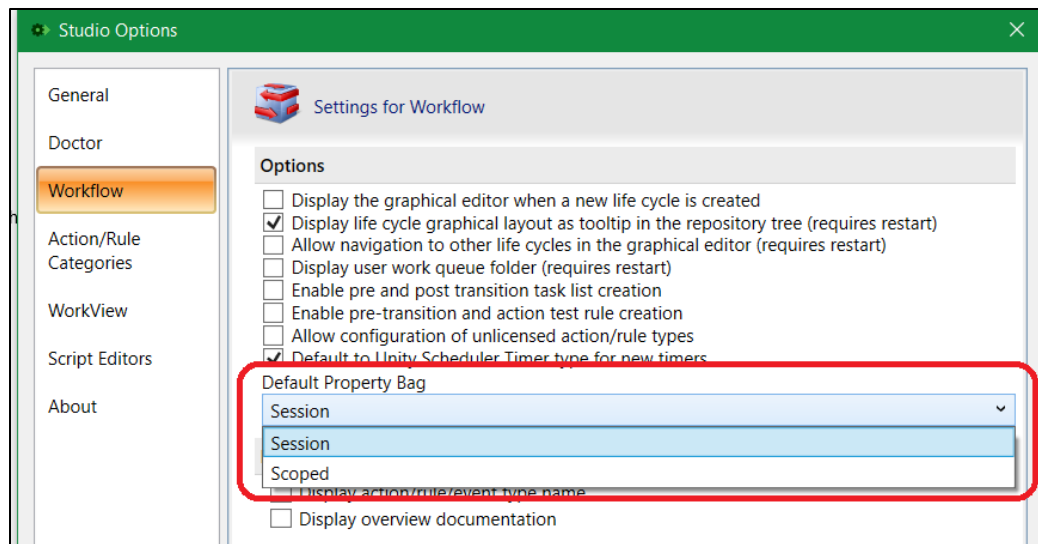 Studio Options
General
Doctor
Workflow
Action/Rule
Categories
WorkView
Script Editors
About
Settings for Workflow
Options
Display the graphical editor when a new life cycle is created
Display life cycle graphical layout as tooltip in the repository tree (requires restart)
Allow navigation to other life cycles in the graphical editor (requires restart)
Display user work queue folder (requires restart)
Enable pre and post transition task list creation
Enable pre-transition and action test rule creation
Allow configuration of unlicensed action/rule types
Default to Unity Scheduler Timer type for new timers
Default Property Bag
Session
Session
Scoped
Display action/rule/event type name
Display overview documentation